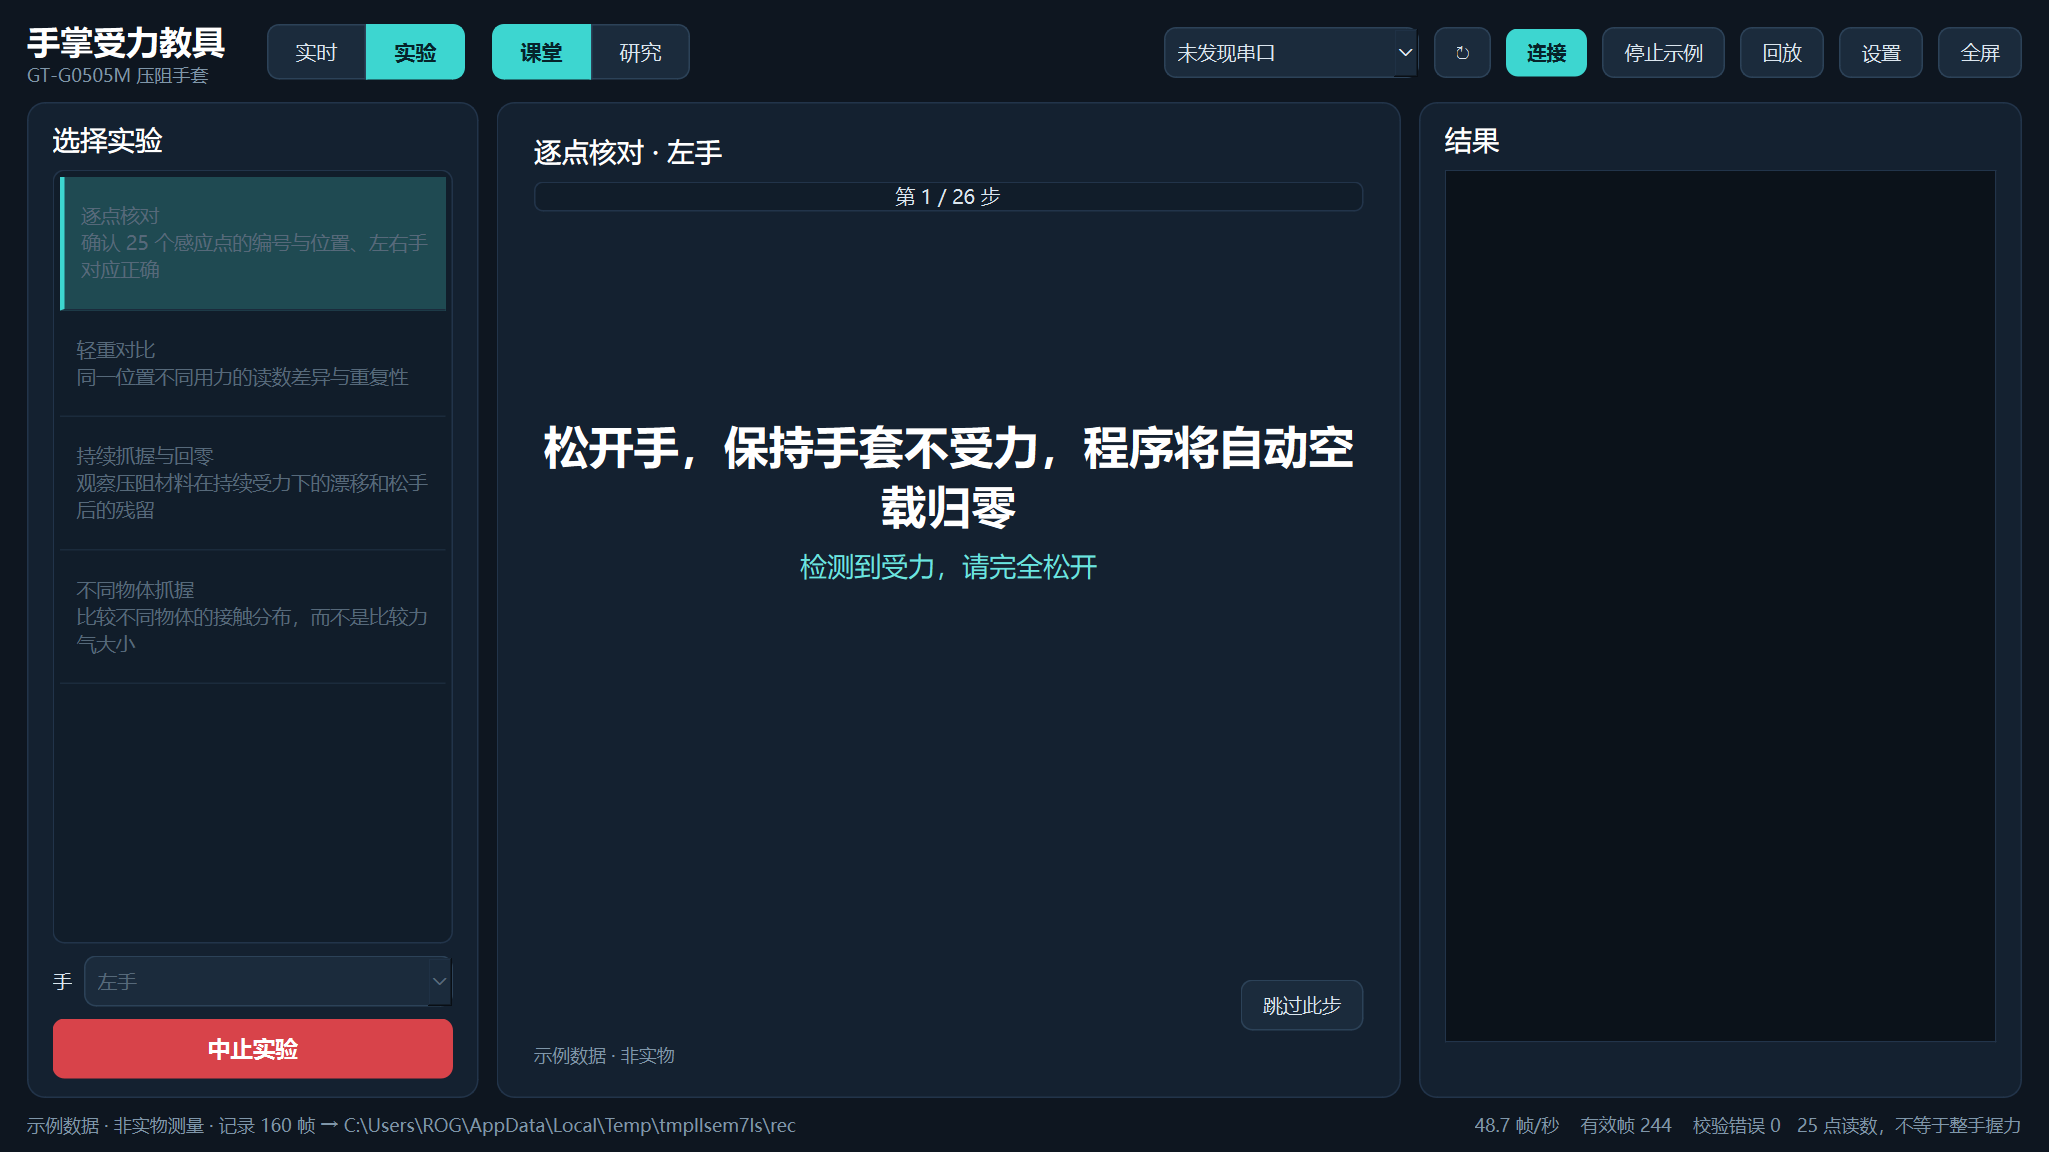 手掌受力教具
GT-G0505M 压阻手套
实时
实验
课堂
研究
未发现串口
↻
连接
停止示例
回放
设置
全屏
选择实验
逐点核对
确认 25 个感应点的编号与位置、左右手
对应正确
轻重对比
同一位置不同用力的读数差异与重复性
持续抓握与回零
观察压阻材料在持续受力下的漂移和松手
后的残留
不同物体抓握
比较不同物体的接触分布，而不是比较力
气大小
手
左手
中止实验
逐点核对 · 左手
第 1 / 26 步
松开手，保持手套不受力，程序将自动空
载归零
检测到受力，请完全松开
跳过此步
示例数据 · 非实物
结果
示例数据 · 非实物测量 · 记录 160 帧 → C:\Users\ROG\AppData\Local\Temp\tmpllsem7ls\rec
48.7 帧/秒
有效帧 244
校验错误 0
25 点读数，不等于整手握力